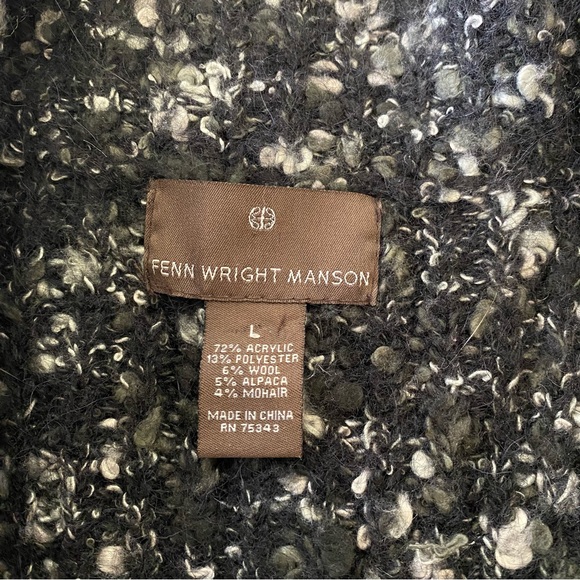 FENN WRIGHT MANSON
L
72% ACRYLIC
13% POLYESTER
6% WOOL
5% ALPACA
4% MOHAIR
MADE IN CHINA
RN 75343